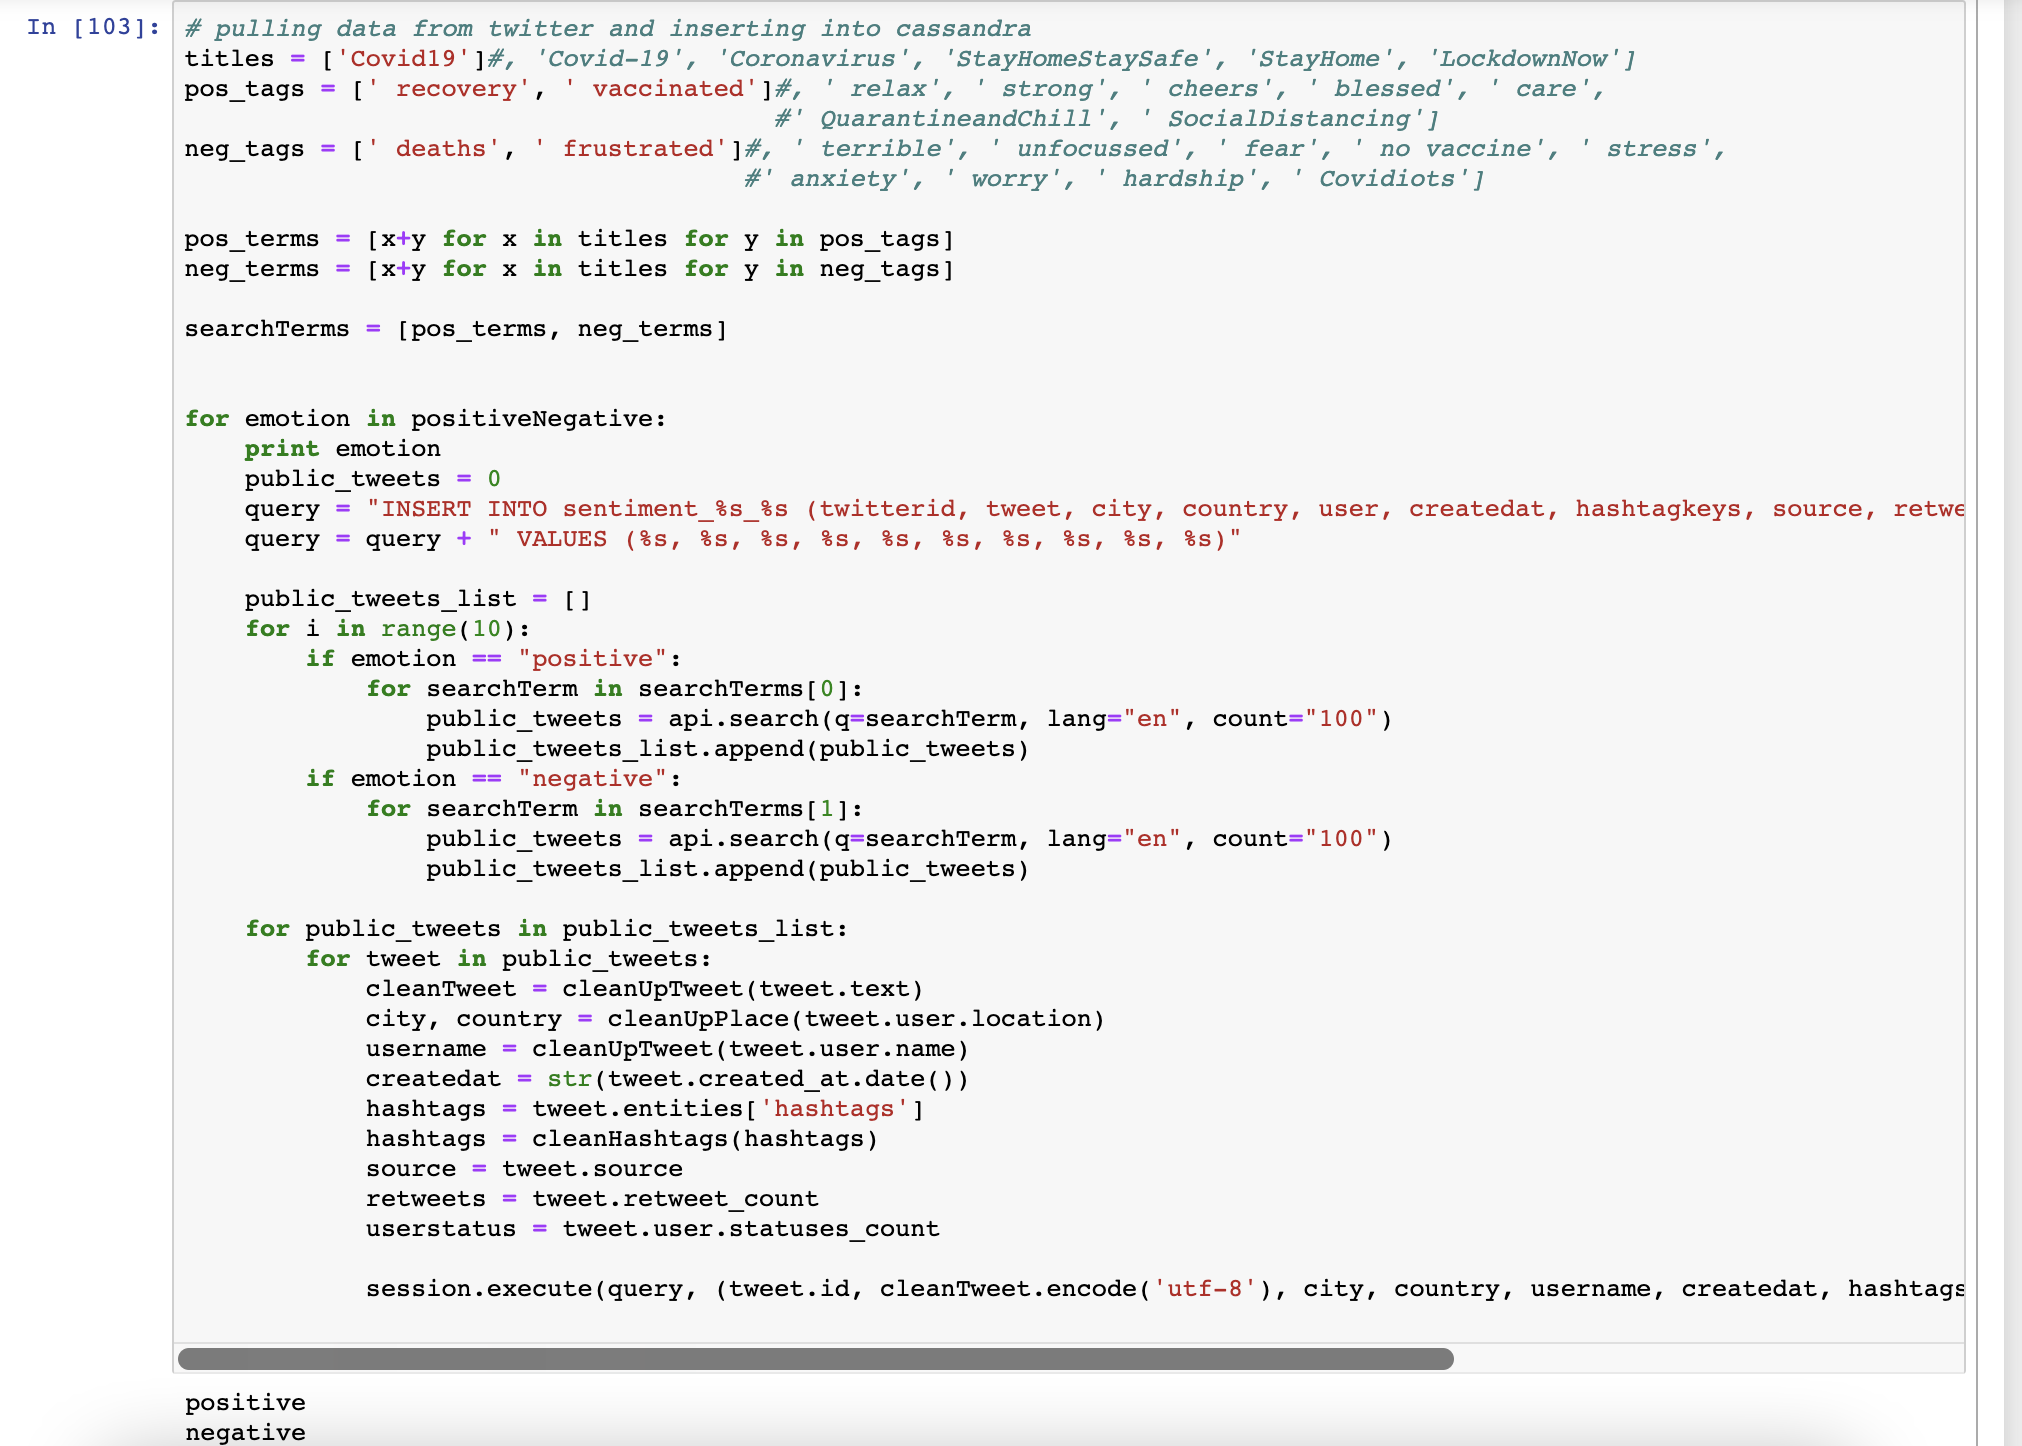 In [103]: # pulling data from twitter and inserting into cassandra
titles = ['Covid19']#, 'Covid-19', 'Coronavirus', 'StayHomeStaySafe', 'StayHome', 'LockdownNow']
pos_tags = [' recovery', ' vaccinated']#, ' relax', ' strong', ' cheers', ' blessed', ' care',
#' QuarantineandChill', ' SocialDistancing']
neg_tags = [' deaths', ' frustrated']#, ' terrible', ' unfocussed', ' fear', ' no vaccine', ' stress',
#' anxiety', ' worry', ' hardship', ' Covidiots']
pos_terms = [x+y for x in titles for y in pos_tags]
neg_terms = [x+y for x in titles for y in neg_tags]
searchTerms = [pos_terms, neg_terms]
for emotion in positiveNegative:
    print emotion
    public_tweets = 0
    query = "INSERT INTO sentiment_%s_%s (twitterid, tweet, city, country, user, createdat, hashtagkeys, source, retwe
    query = query + " VALUES (%s, %s, %s, %s, %s, %s, %s, %s, %s, %s)"
    public_tweets_list = []
    for i in range(10):
        if emotion == "positive":
            for searchTerm in searchTerms[0]:
                public_tweets = api.search(q=searchTerm, lang="en", count="100")
                public_tweets_list.append(public_tweets)
        if emotion == "negative":
            for searchTerm in searchTerms[1]:
                public_tweets = api.search(q=searchTerm, lang="en", count="100")
                public_tweets_list.append(public_tweets)
    for public_tweets in public_tweets_list:
        for tweet in public_tweets:
            cleanTweet = cleanUpTweet(tweet.text)
            city, country = cleanUpPlace(tweet.user.location)
            username = cleanUpTweet(tweet.user.name)
            createdat = str(tweet.created_at.date())
            hashtags = tweet.entities['hashtags']
            hashtags = cleanHashtags(hashtags)
            source = tweet.source
            retweets = tweet.retweet_count
            userstatus = tweet.user.statuses_count
            session.execute(query, (tweet.id, cleanTweet.encode('utf-8'), city, country, username, createdat, hashtags
positive
negative